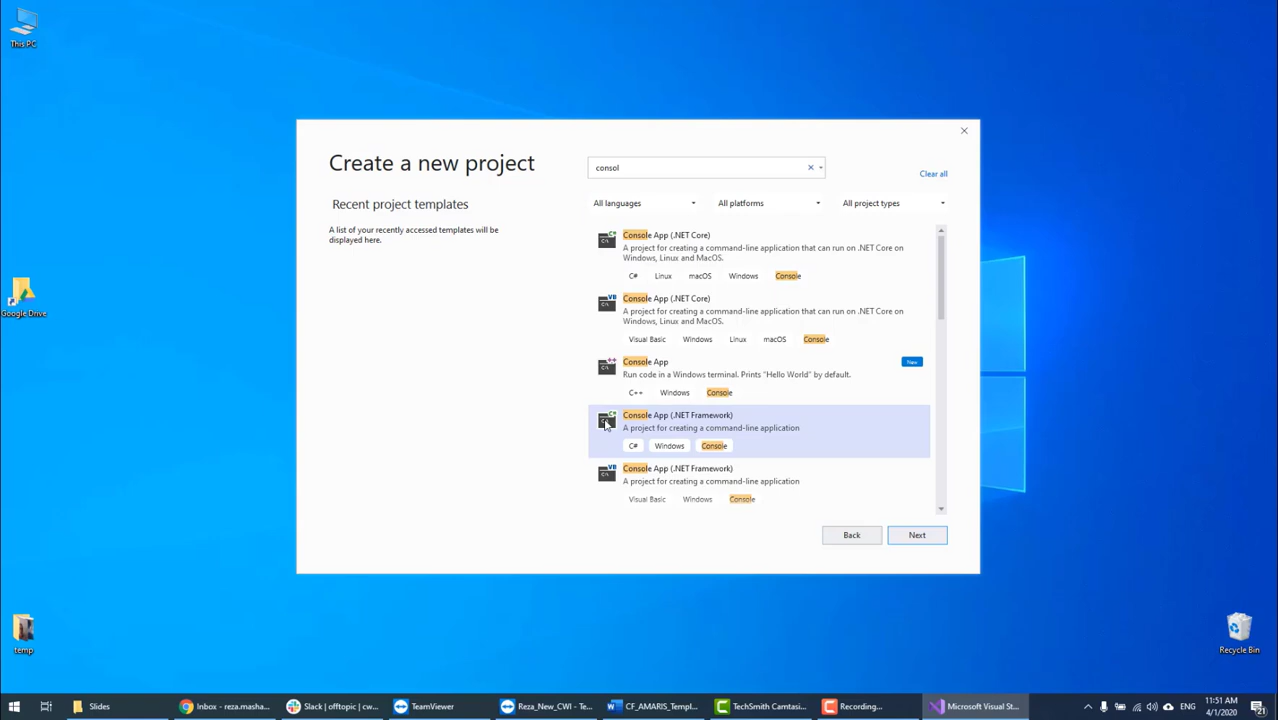 This PC
Google Drive
temp
Recycle Bin
Create a new project
Recent project templates
A list of your recently accessed templates will be
displayed here.
consol
Clear all
All languages
All platforms
All project types
Console App (.NET Core)
A project for creating a command-line application that can run on .NET Core on
Windows, Linux and MacOS.
C# Linux macOS Windows Console
Console App (.NET Core)
A project for creating a command-line application that can run on .NET Core on
Windows, Linux and MacOS.
Visual Basic Windows Linux macOS Console
Console App
New
Run code in a Windows terminal. Prints "Hello World" by default.
C++ Windows Console
Console App (.NET Framework)
A project for creating a command-line application
C# Windows Console
Console App (.NET Framework)
A project for creating a command-line application
Visual Basic Windows Console
Back
Next
Slides
Inbox - reza.masha...
Slack | offtopic | cw...
TeamViewer
Reza_New_CWI - Te...
CF_AMARIS_Templ...
TechSmith Camtasi...
Recording...
Microsoft Visual St...
ENG
11:51 AM
4/1/2020
21